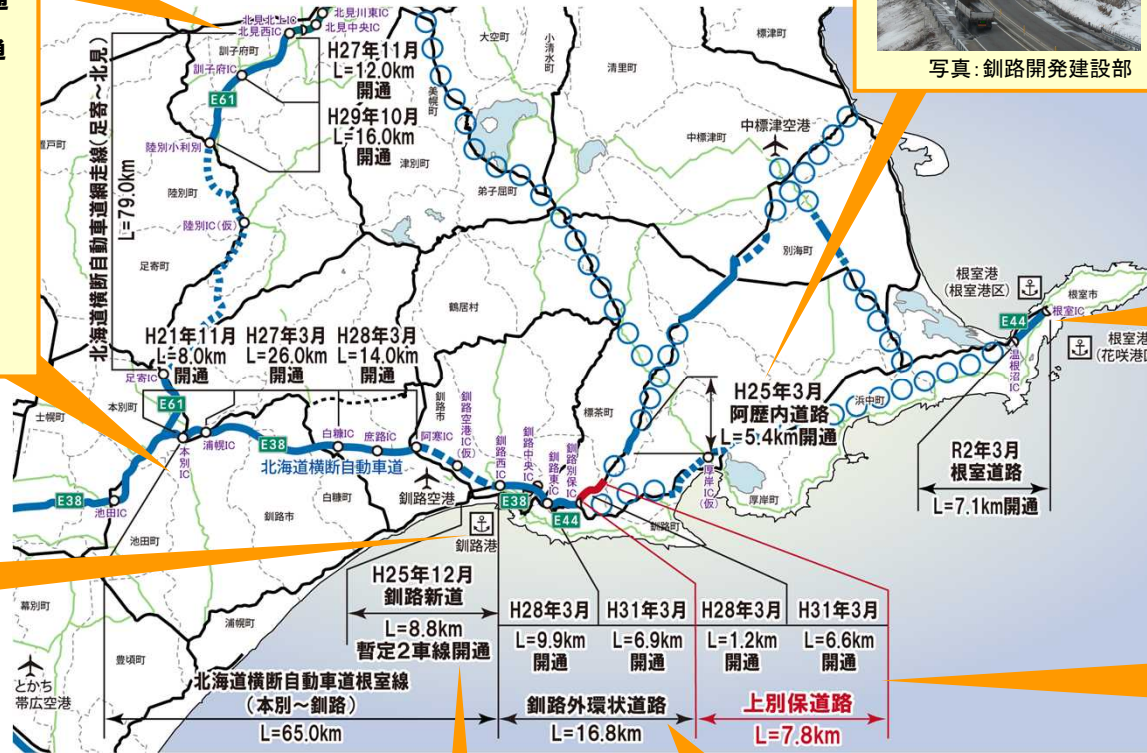 通
通
写真：釧路開発建設部
北見川東IC
北見北上IC
北見中央IC
北見西IC
訓子府町
訓子府IC
E61
H27年11月
L=12.0km
開通
H29年10月
L=16.0km
開通
北海道横断自動車道網走線(足寄～北見)
L=79.0km
置戸町
陸別小利別
陸別町
陸別IC(仮)
足寄町
美幌町
大空町
小清水町
清里町
標津町
津別町
弟子屈町
中標津町
中標津空港
別海町
鶴居村
標茶町
根室港
(根室港区)
根室市
根室IC
E44
温根沼IC
根室港
(花咲港区
H21年11月
L=8.0km
開通
H27年3月
L=26.0km
開通
H28年3月
L=14.0km
開通
足寄IC
E61
本別町
士幌町
本別IC
浦幌IC
E38
白糠IC
庶路IC
阿寒IC
釧路市
釧路空港IC(仮)
釧路西IC
釧路中央IC
釧路東IC
釧路別保IC
北海道横断自動車道
釧路空港
白糠町
釧路市
E38
池田IC
池田町
E38
E44
釧路町
釧路港
H25年3月
阿歴内道路
L=5.4km開通
厚岸IC(仮)
厚岸町
浜中町
R2年3月
根室道路
L=7.1km開通
幕別町
浦幌町
豊頃町
とかち
帯広空港
H25年12月
釧路新道
L=8.8km
暫定2車線開通
H28年3月
L=9.9km
開通
H31年3月
L=6.9km
開通
H28年3月
L=1.2km
開通
H31年3月
L=6.6km
開通
北海道横断自動車道根室線
(本別～釧路)
L=65.0km
釧路外環状道路
L=16.8km
上別保道路
L=7.8km